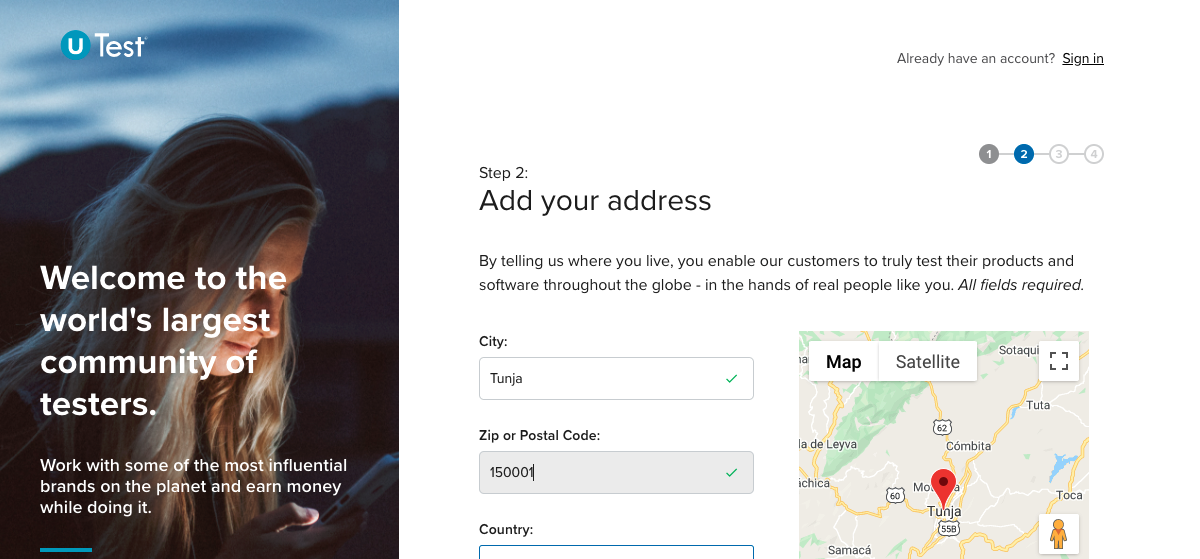 U Test
Already have an account? Sign in
1 2 3 4
Step 2:
Add your address
Welcome to the
world's largest
community of
testers.
Work with some of the most influential
brands on the planet and earn money
while doing it.
By telling us where you live, you enable our customers to truly test their products and
software throughout the globe - in the hands of real people like you. All fields required.
City:
Tunja
Zip or Postal Code:
150001
Country:
Map Satellite
Sotaqui
Tuta
62
la de Leyva
Cómbita
áchica
60
Toca
Tunja
55B
Samacá